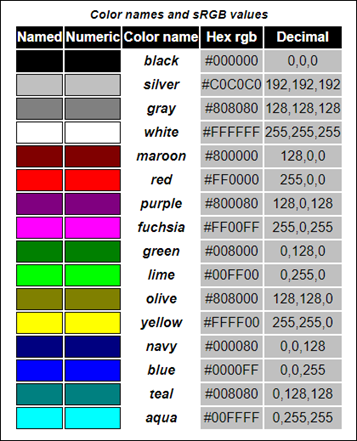 Color names and sRGB values
Named Numeric Color name Hex rgb Decimal
black #000000 0,0,0
silver #C0C0C0 192,192,192
gray #808080 128,128,128
white #FFFFFF 255,255,255
maroon #800000 128,0,0
red #FF0000 255,0,0
purple #800080 128,0,128
fuchsia #FF00FF 255,0,255
green #008000 0,128,0
lime #00FF00 0,255,0
olive #808000 128,128,0
yellow #FFFF00 255,255,0
navy #000080 0,0,128
blue #0000FF 0,0,255
teal #008080 0,128,128
aqua #00FFFF 0,255,255